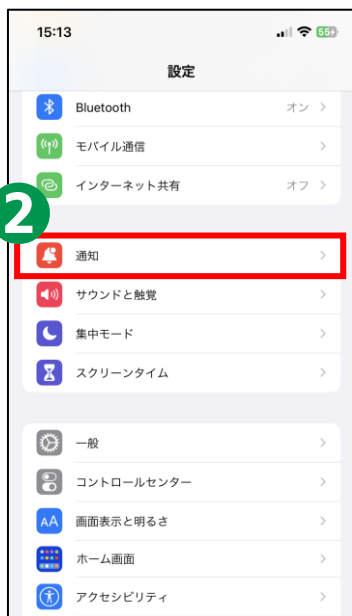 15:13
55
設定
Bluetooth オン
モバイル通信
インターネット共有 オフ
2
通知
サウンドと触覚
集中モード
スクリーンタイム
一般
コントロールセンター
AA 画面表示と明るさ
ホーム画面
アクセシビリティ